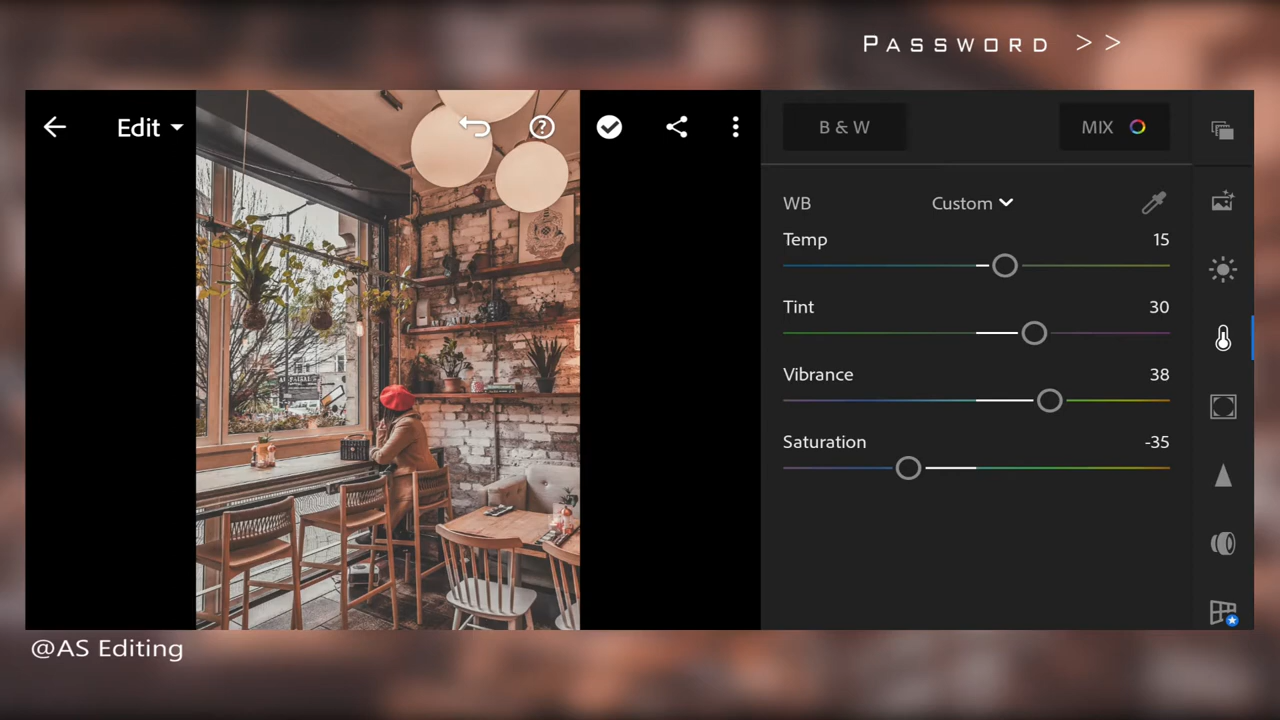 PASSWORD >>
Edit
B & W
MIX
WB
Custom
Temp
15
Tint
30
Vibrance
38
Saturation
-35
@AS Editing